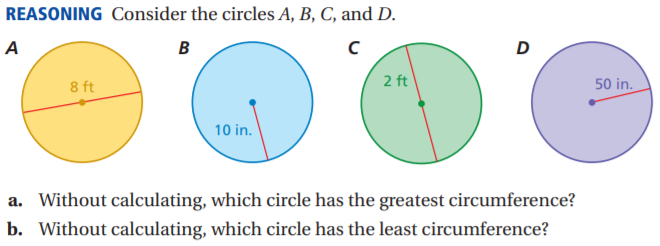 REASONING Consider the circles A, B, C, and D.
A B C D
8 ft
10 in.
2 ft
50 in.
a. Without calculating, which circle has the greatest circumference?
b. Without calculating, which circle has the least circumference?